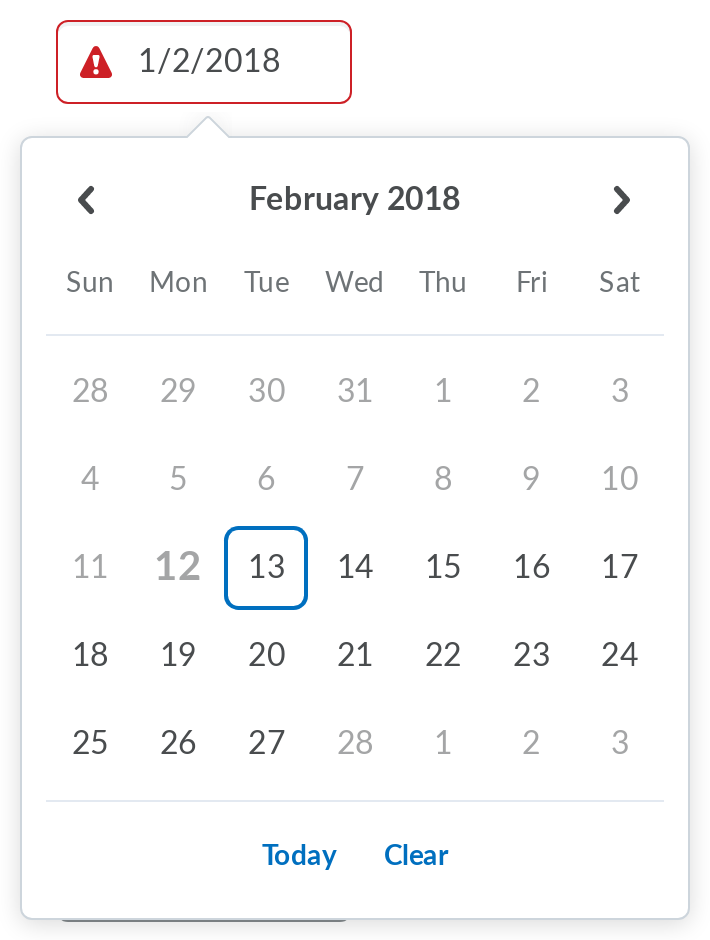 1/2/2018
February 2018
Sun Mon Tue Wed Thu Fri Sat
28 29 30 31 1 2 3
4 5 6 7 8 9 10
11 12 13 14 15 16 17
18 19 20 21 22 23 24
25 26 27 28 1 2 3
Today Clear